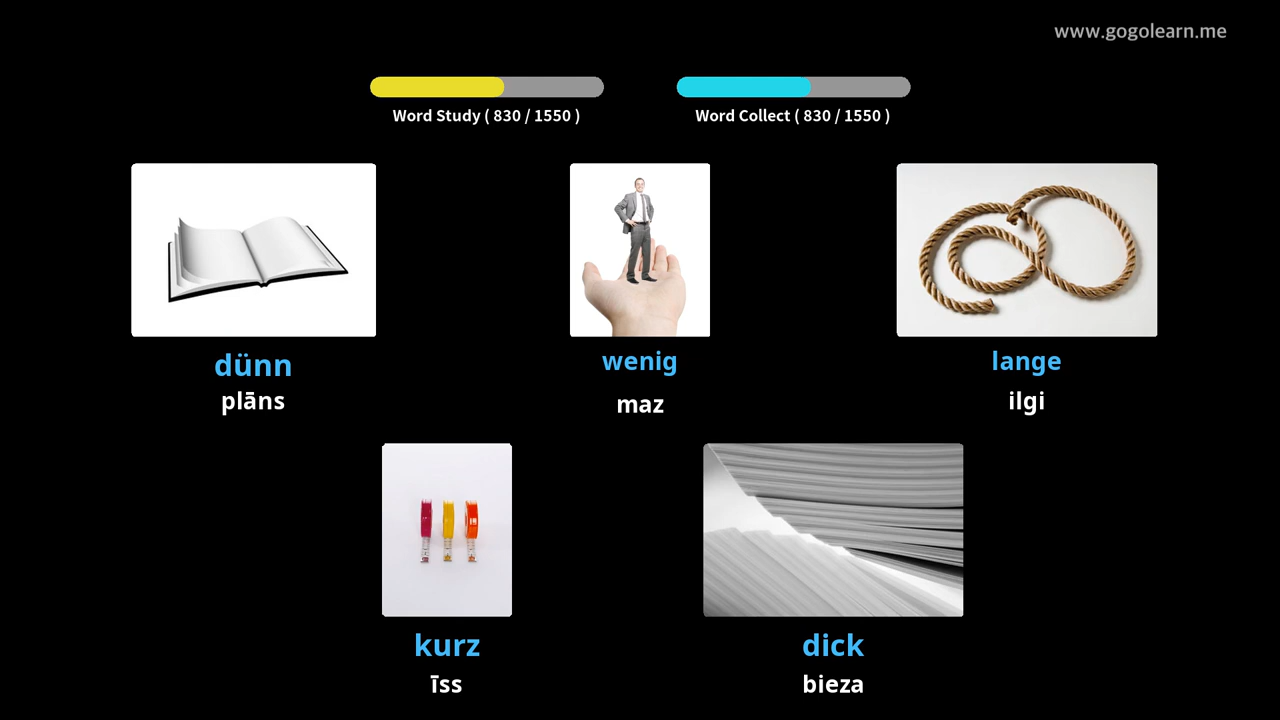 www.gogolearn.me
Word Study ( 830 / 1550 )
Word Collect ( 830 / 1550 )
dünn
plāns
wenig
maz
lange
ilgi
kurz
īss
dick
bieza